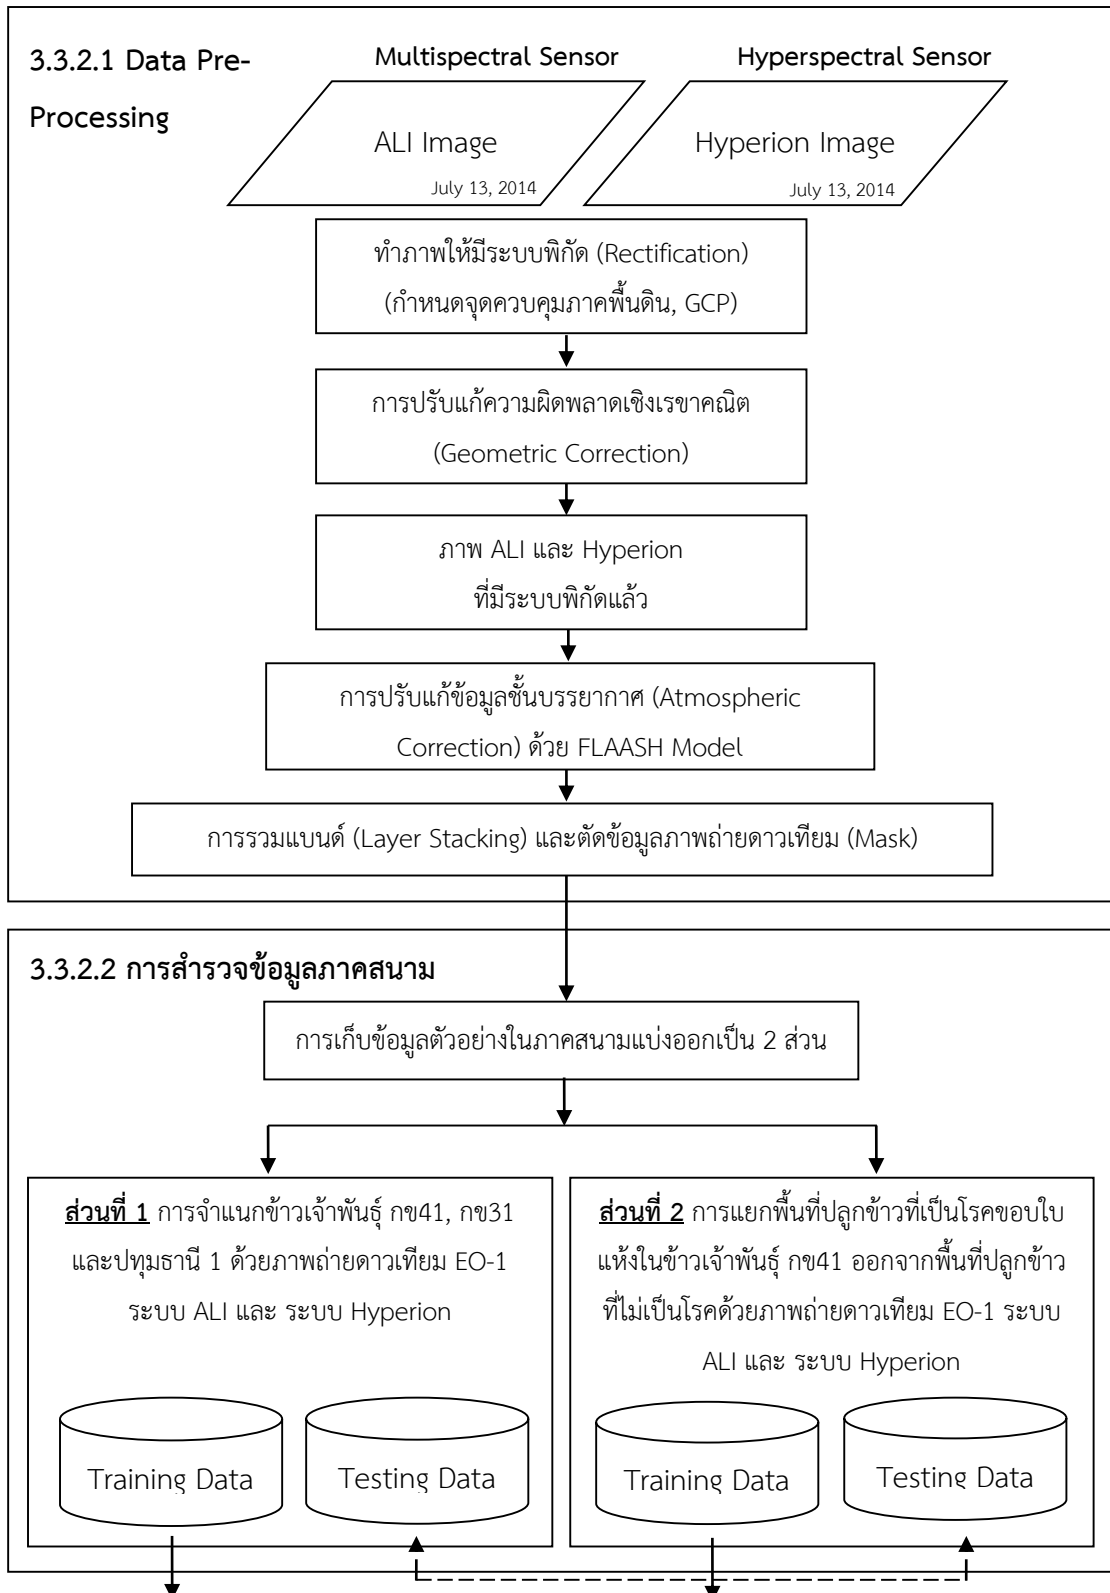 3.3.2.1 Data Pre-
Processing
Multispectral Sensor
Hyperspectral Sensor
ALI Image
July 13, 2014
Hyperion Image
July 13, 2014
ทำภาพให้มีระบบพิกัด (Rectification)
(กำหนดจุดควบคุมภาคพื้นดิน, GCP)
การปรับแก้ความผิดพลาดเชิงเรขาคณิต
(Geometric Correction)
ภาพ ALI และ Hyperion
ที่มีระบบพิกัดแล้ว
การปรับแก้ข้อมูลชั้นบรรยากาศ (Atmospheric
Correction) ด้วย FLAASH Model
การรวมแบนด์ (Layer Stacking) และตัดข้อมูลภาพถ่ายดาวเทียม (Mask)
3.3.2.2 การสำรวจข้อมูลภาคสนาม
การเก็บข้อมูลตัวอย่างในภาคสนามแบ่งออกเป็น 2 ส่วน
ส่วนที่ 1 การจำแนกข้าวเจ้าพันธุ์ กข41, กข31
และปทุมธานี 1 ด้วยภาพถ่ายดาวเทียม EO-1
ระบบ ALI และ ระบบ Hyperion
Training Data
Testing Data
ส่วนที่ 2 การแยกพื้นที่ปลูกข้าวที่เป็นโรคขอบใบ
แห้งในข้าวเจ้าพันธุ์ กข41 ออกจากพื้นที่ปลูกข้าว
ที่ไม่เป็นโรคด้วยภาพถ่ายดาวเทียม EO-1 ระบบ
ALI และ ระบบ Hyperion
Training Data
Testing Data